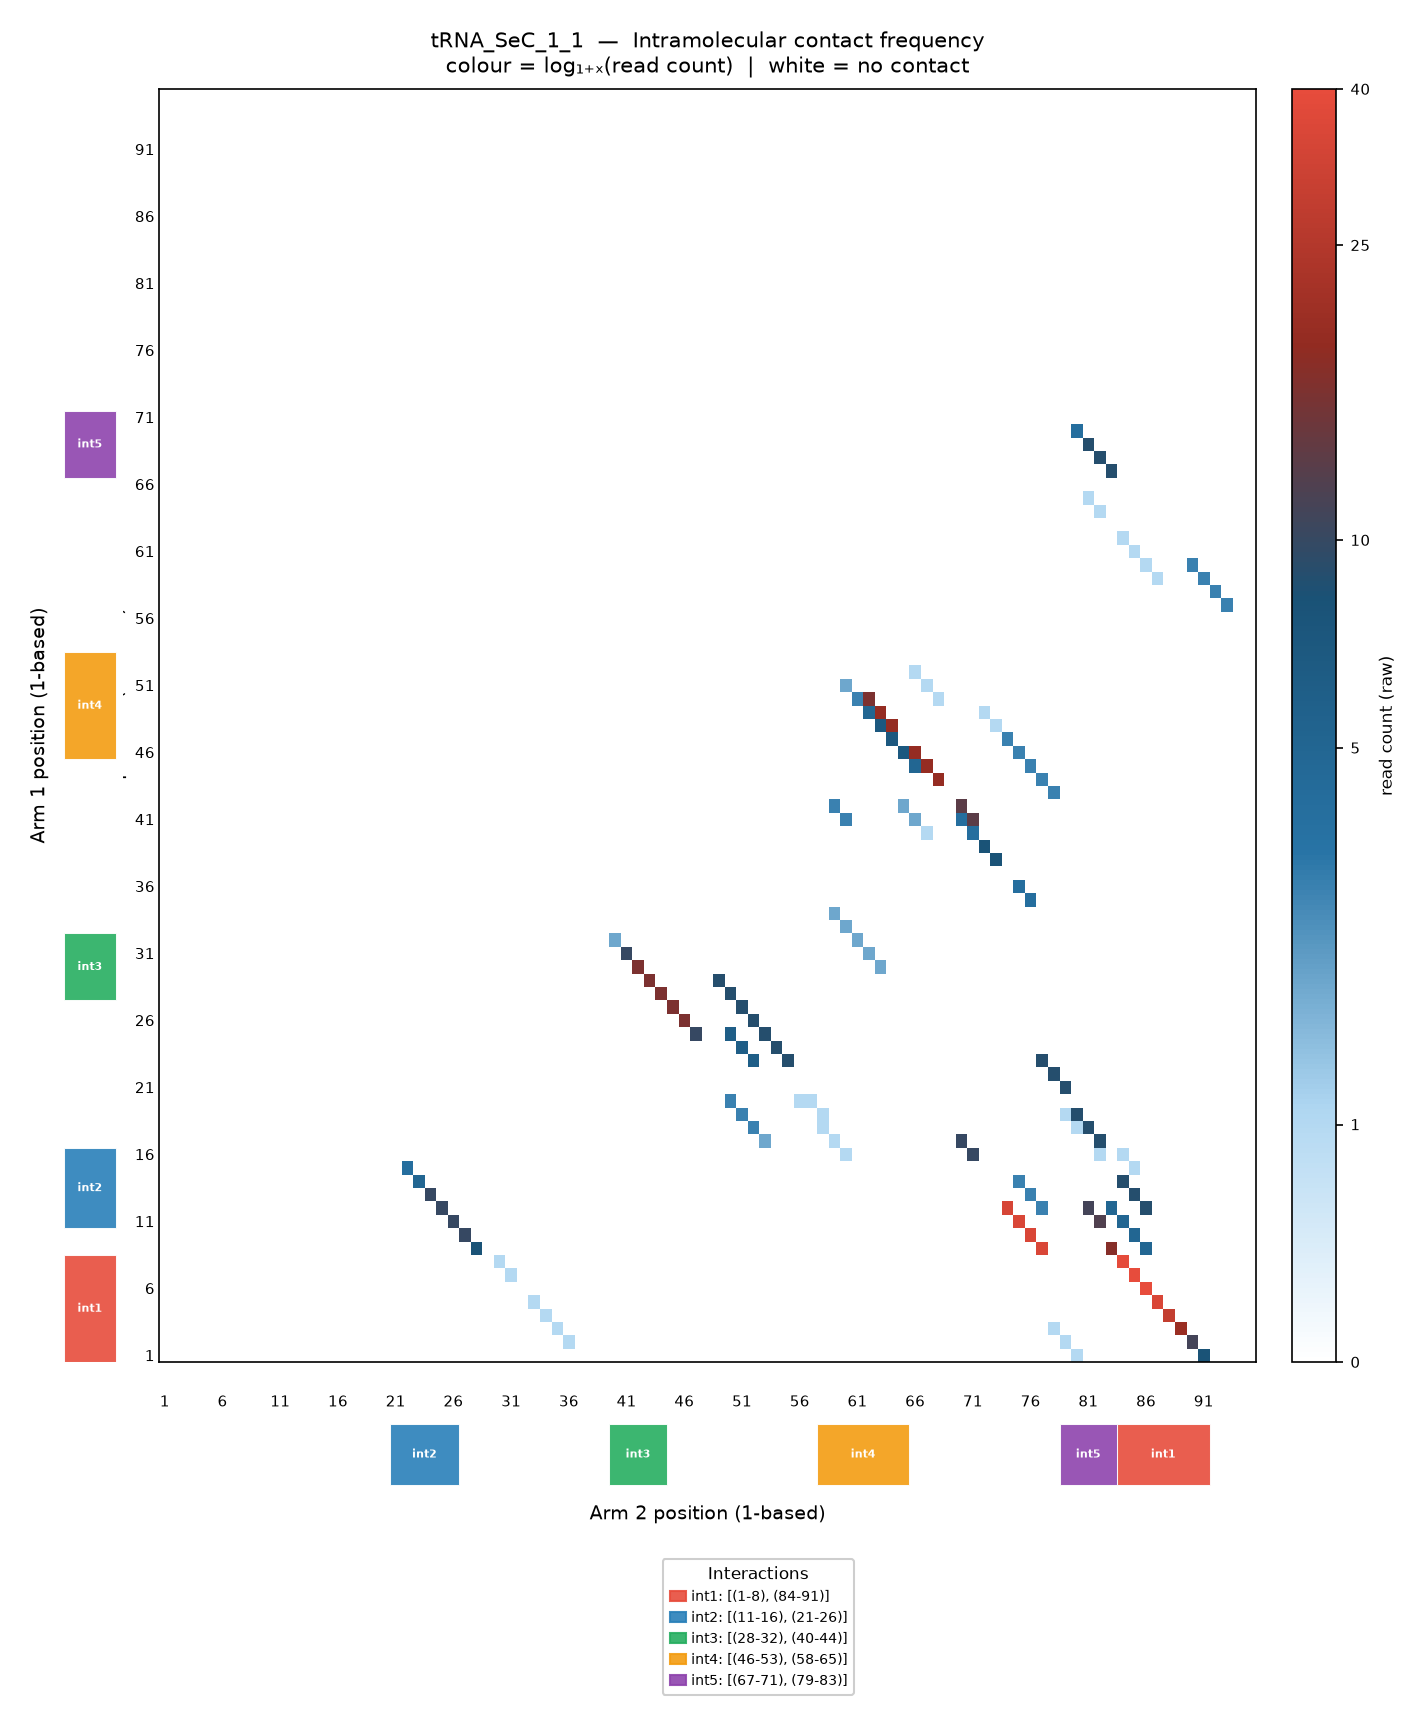 tRNA_SeC_1_1 — Intramolecular contact frequency
colour = log₁₊ₓ(read count) | white = no contact
Arm 1 position (1-based)
int5
int4
int3
int2
int1
91
86
81
76
71
66
61
56
51
46
41
36
31
26
21
16
11
6
1
1 6 11 16 21 26 31 36 41 46 51 56 61 66 71 76 81 86 91
int2 int3 int4 int5 int1
Arm 2 position (1-based)
40
25
10
5
1
0
read count (raw)
Interactions
int1: [(1-8), (84-91)]
int2: [(11-16), (21-26)]
int3: [(28-32), (40-44)]
int4: [(46-53), (58-65)]
int5: [(67-71), (79-83)]